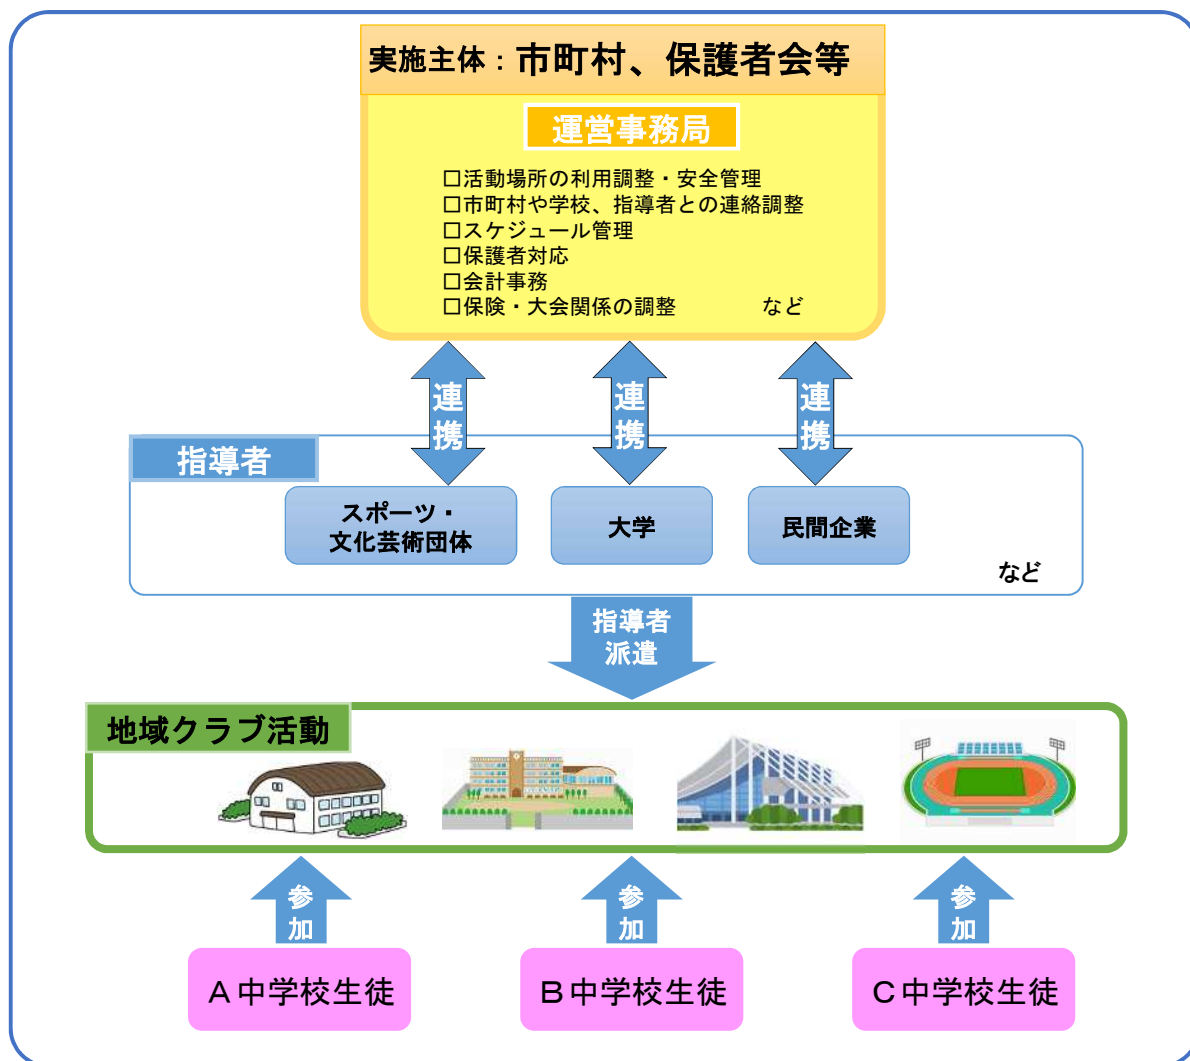 実施主体：市町村、保護者会等
運営事務局
□活動場所の利用調整・安全管理
□市町村や学校、指導者との連絡調整
□スケジュール管理
□保護者対応
□会計事務
□保険・大会関係の調整　　　　など
連携
連携
連携
指導者
スポーツ・
文化芸術団体
大学
民間企業
など
指導者
派遣
地域クラブ活動
参加
参加
参加
Ａ中学校生徒
Ｂ中学校生徒
Ｃ中学校生徒